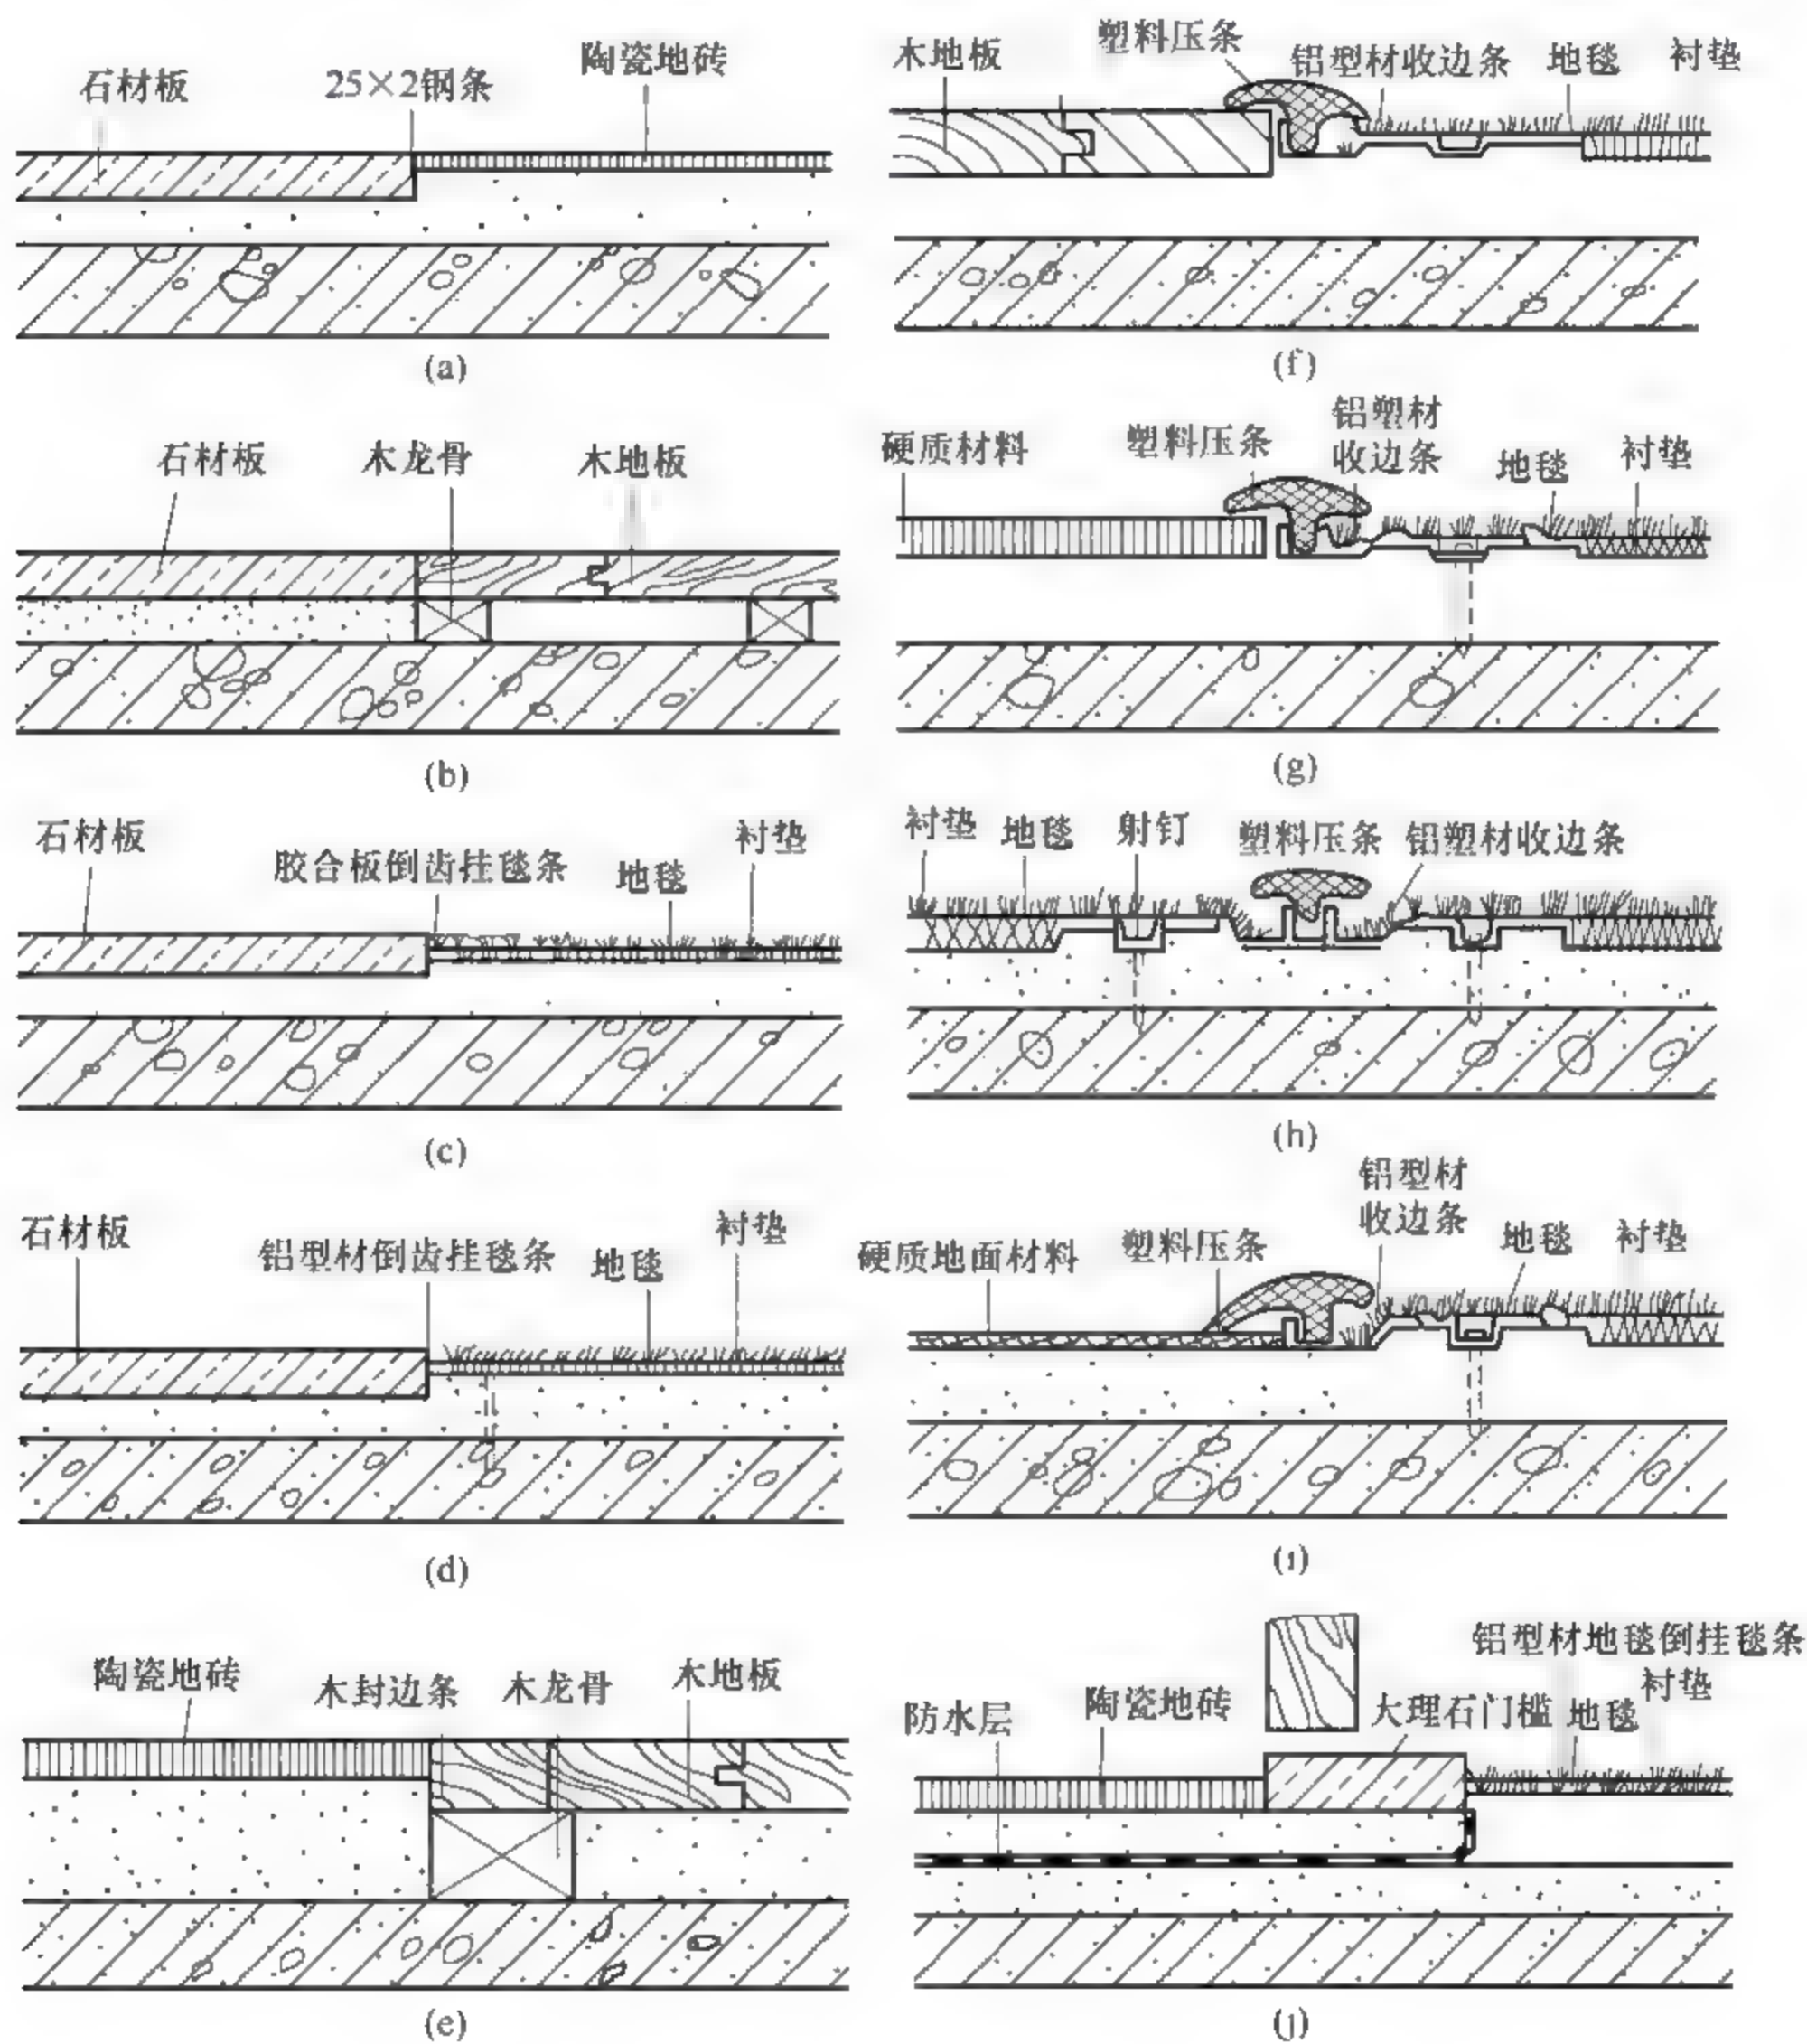 石材板
25×2钢条
陶瓷地砖
(a)
石材板
木龙骨
木地板
(b)
石材板
胶合板倒齿挂毯条
地毯
衬垫
(c)
石材板
铝型材倒齿挂毯条
地毯
衬垫
(d)
陶瓷地砖
木封边条
木龙骨
木地板
(e)
木地板
塑料压条
铝型材收边条
地毯
衬垫
(f)
硬质材料
塑料压条
铝塑材
收边条
地毯
衬垫
(g)
衬垫
地毯
射钉
塑料压条
铝塑材收边条
(h)
硬质地面材料
塑料压条
铝型材
收边条
地毯
衬垫
(i)
防水层
陶瓷地砖
铝型材地毯倒挂毯条
衬垫
大理石门槛
地毯
(j)